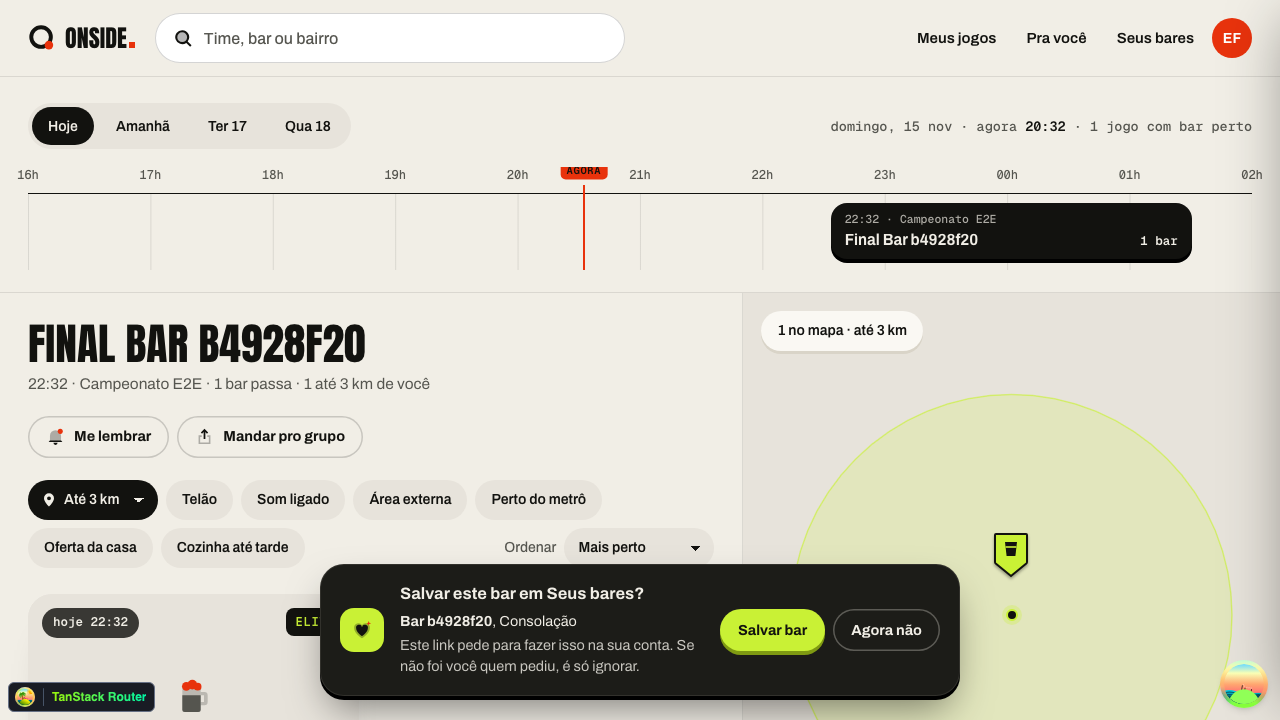 ONSIDE.
Time, bar ou bairro
Meus jogos
Pra você
Seus bares
EF
Hoje
Amanhã
Ter 17
Qua 18
domingo, 15 nov · agora 20:32 · 1 jogo com bar perto
16h
17h
18h
19h
20h
AGORA
21h
22h
23h
00h
01h
02h
22:32 · Campeonato E2E
Final Bar b4928f20
1 bar
FINAL BAR B4928F20
22:32 · Campeonato E2E · 1 bar passa · 1 até 3 km de você
Me lembrar
Mandar pro grupo
Até 3 km
Telão
Som ligado
Área externa
Perto do metrô
Oferta da casa
Cozinha até tarde
Ordenar
Mais perto
1 no mapa · até 3 km
hoje 22:32
ELI
Salvar este bar em Seus bares?
Bar b4928f20, Consolação
Este link pede para fazer isso na sua conta. Se
não foi você quem pediu, é só ignorar.
Salvar bar
Agora não
TanStack Router